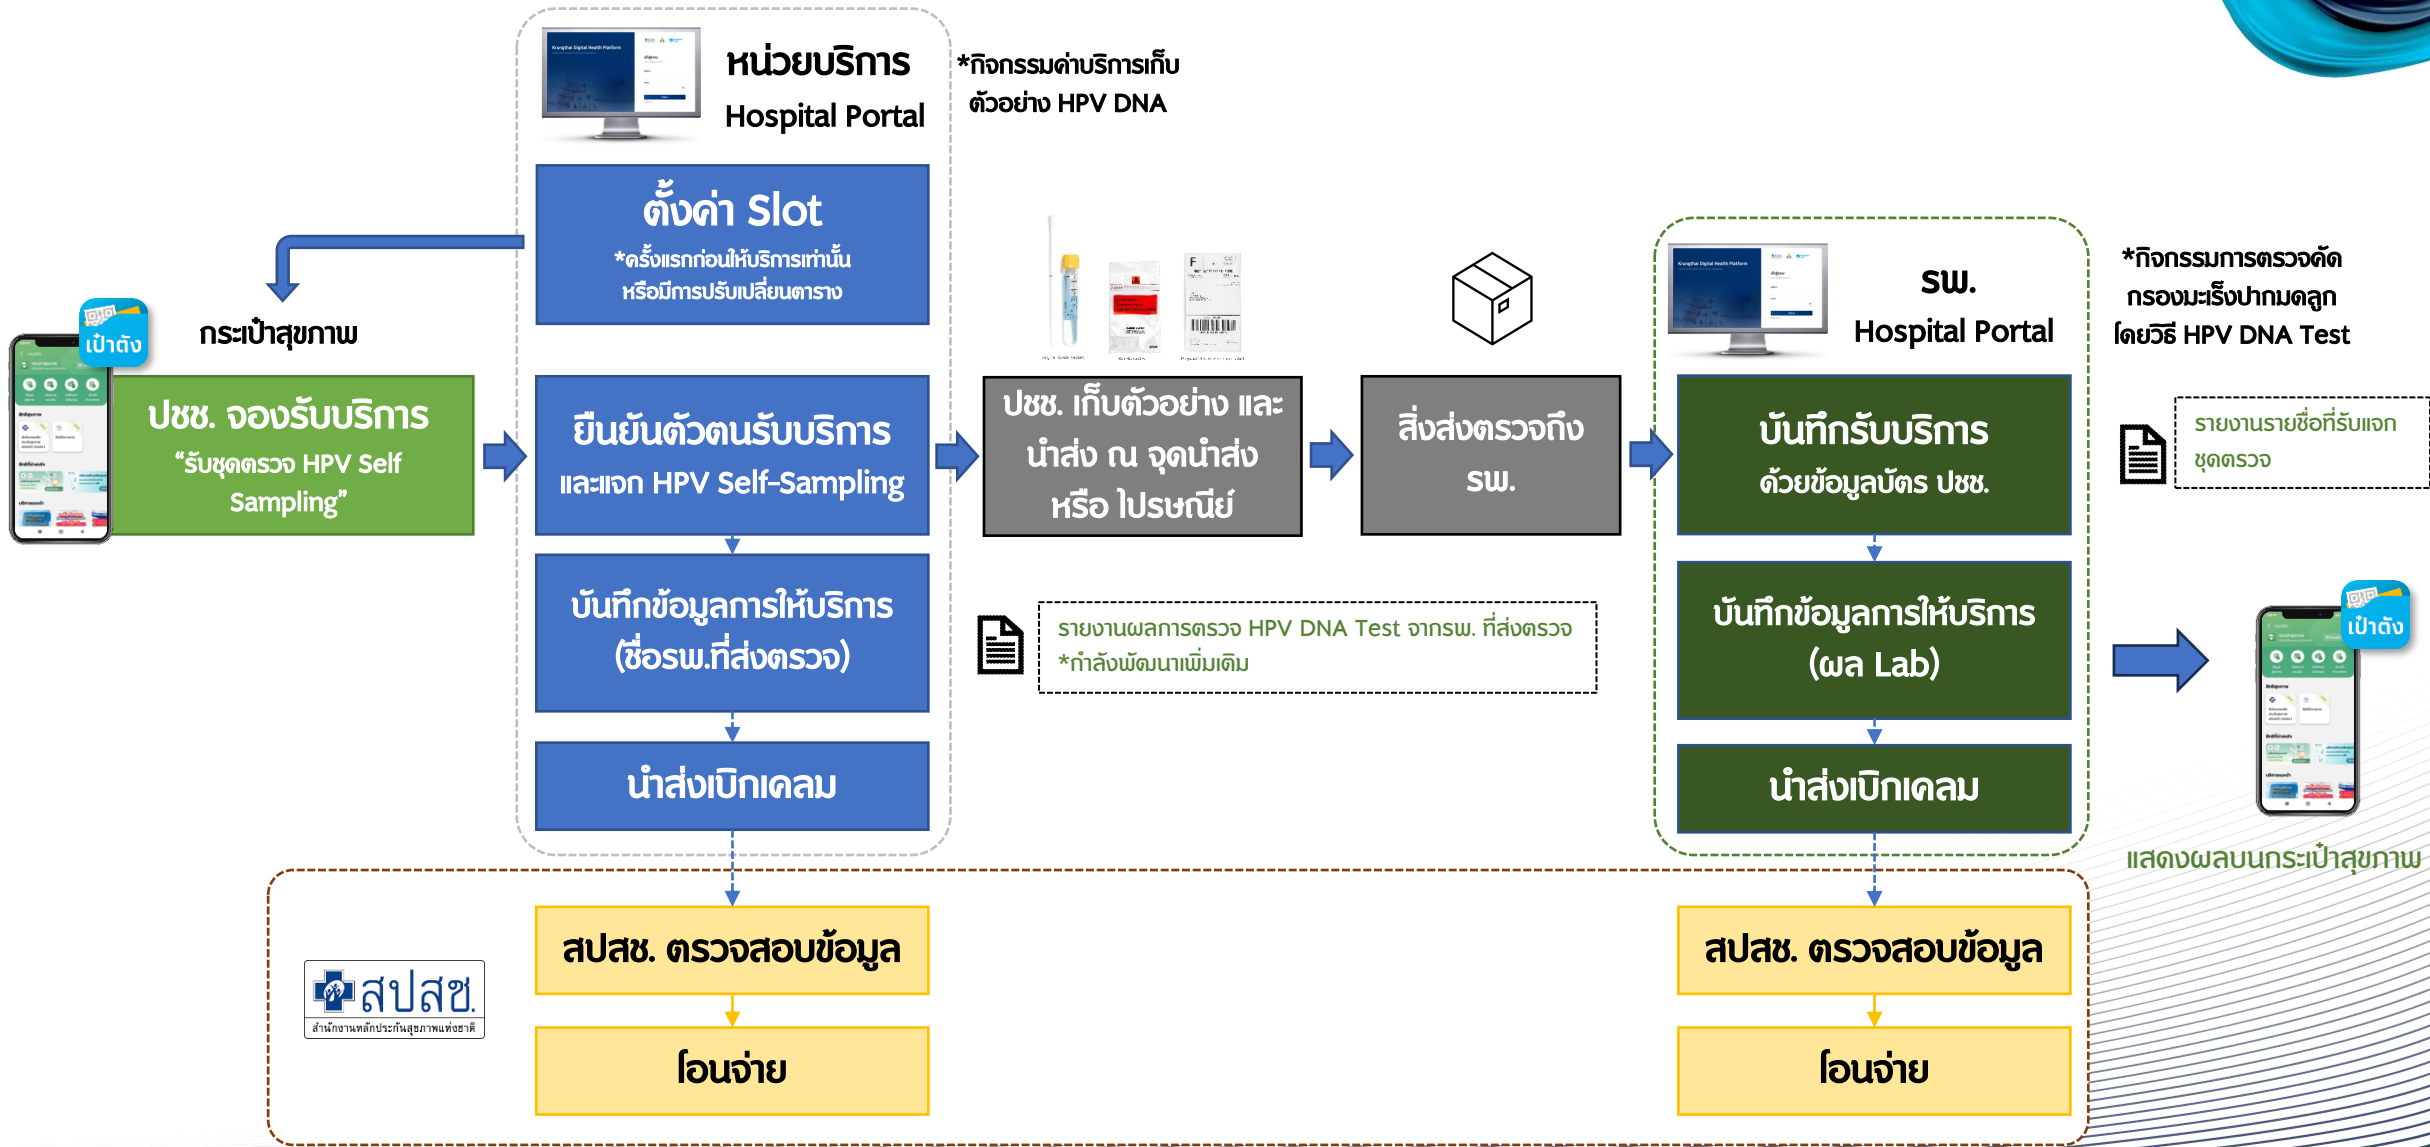 Krungthai Digital Health Platform
หน่วยบริการ
Hospital Portal
*กิจกรรมค่าบริการเก็บ
ตัวอย่าง HPV DNA
ตั้งค่า Slot
*ครั้งแรกก่อนให้บริการเท่านั้น
หรือมีการปรับเปลี่ยนตาราง
กระเป๋าสุขภาพ
เป๋าตัง
ปชช. จองรับบริการ
“รับชุดตรวจ HPV Self
Sampling”
ยืนยันตัวตนรับบริการ
และแจก HPV Self-Sampling
ปชช. เก็บตัวอย่าง และ
นำส่ง ณ จุดนำส่ง
หรือ ไปรษณีย์
สิ่งส่งตรวจถึง
รพ.
Krungthai Digital Health Platform
รพ.
Hospital Portal
*กิจกรรมการตรวจคัด
กรองมะเร็งปากมดลูก
โดยวิธี HPV DNA Test
บันทึกรับบริการ
ด้วยข้อมูลบัตร ปชช.
รายงานรายชื่อที่รับแจก
ชุดตรวจ
บันทึกข้อมูลการให้บริการ
(ชื่อรพ.ที่ส่งตรวจ)
รายงานผลการตรวจ HPV DNA Test จากรพ. ที่ส่งตรวจ
*กำลังพัฒนาเพิ่มเติม
บันทึกข้อมูลการให้บริการ
(ผล Lab)
เป๋าตัง
นำส่งเบิกเคลม
นำส่งเบิกเคลม
แสดงผลบนกระเป๋าสุขภาพ
สปสช.
สำนักงานหลักประกันสุขภาพแห่งชาติ
สปสช. ตรวจสอบข้อมูล
สปสช. ตรวจสอบข้อมูล
โอนจ่าย
โอนจ่าย